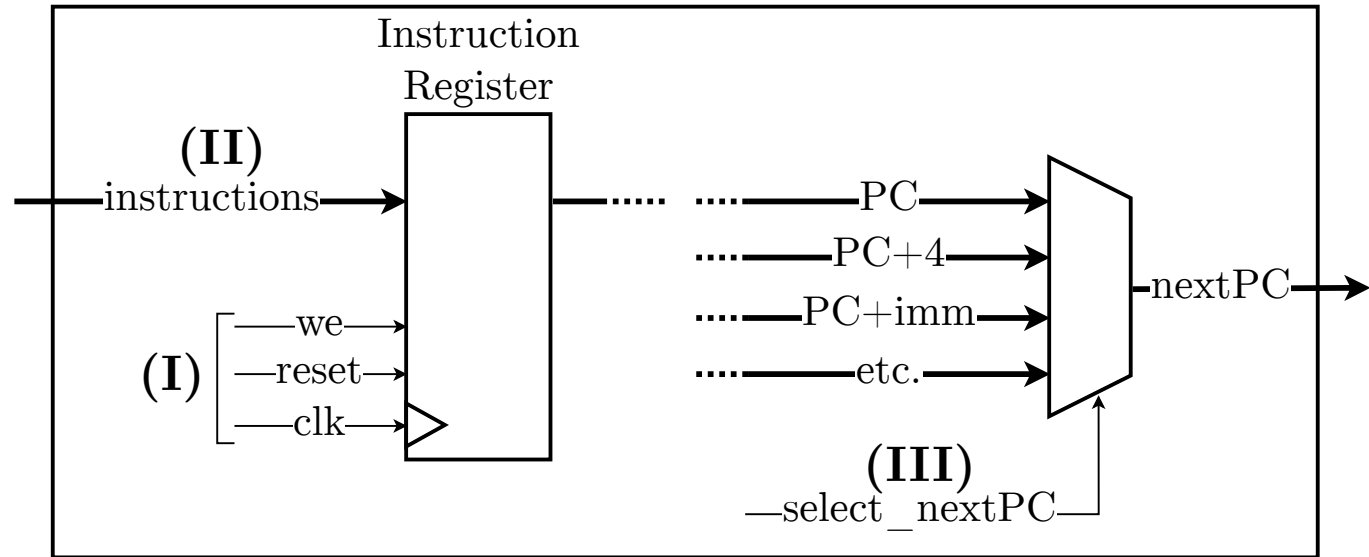 Instruction
Register
(II)
instructions
PC
PC+4
nextPC
PC+imm
we
(I)
reset
etc.
clk
(III)
select_nextPC